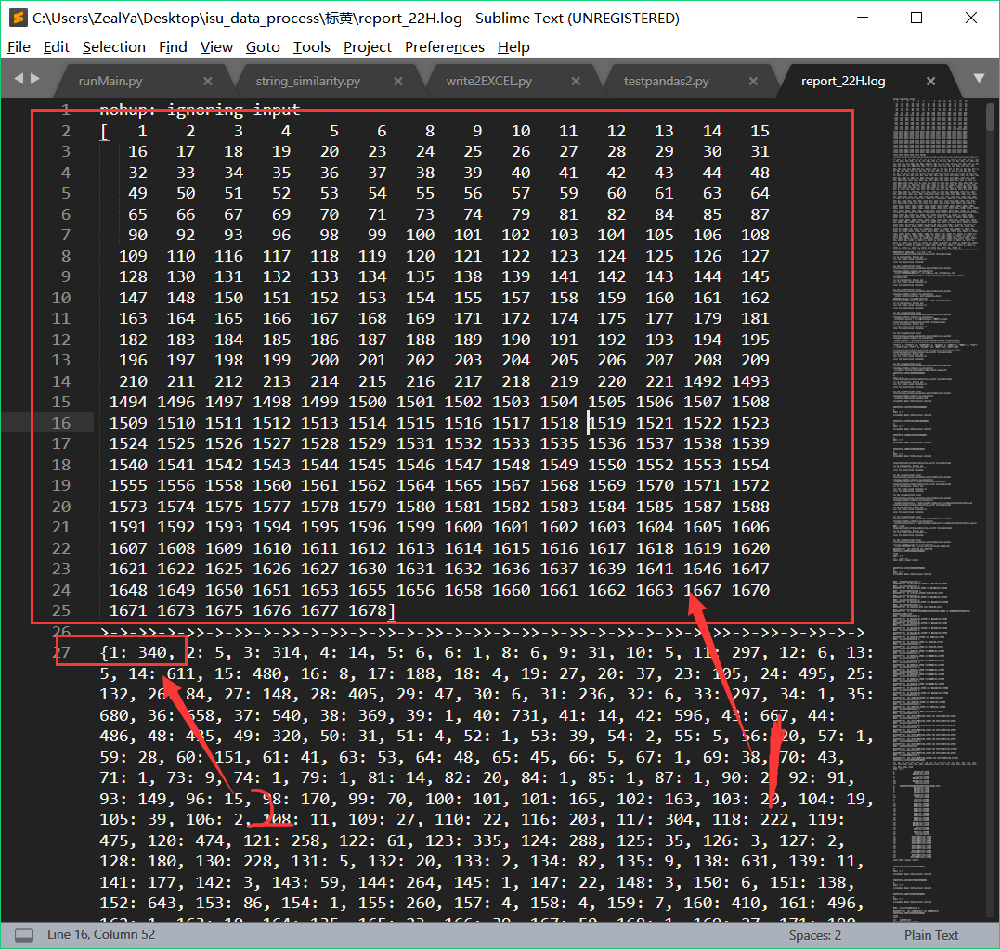 C:\Users\ZealYa\Desktop\isu_data_process\标黄\report_22H.log - Sublime Text (UNREGISTERED)
File Edit Selection Find View Goto Tools Project Preferences Help
runMain.py string_similarity.py write2EXCEL.py testpandas2.py report_22H.log
1 nohup: ignoring input
2 [ 1 2 3 4 5 6 8 9 10 11 12 13 14 15
3 16 17 18 19 20 23 24 25 26 27 28 29 30 31
4 32 33 34 35 36 37 38 39 40 41 42 43 44 48
5 49 50 51 52 53 54 55 56 57 59 60 61 63 64
6 65 66 67 69 70 71 73 74 79 81 82 84 85 87
7 90 92 93 96 98 99 100 101 102 103 104 105 106 108
8 109 110 116 117 118 119 120 121 122 123 124 125 126 127
9 128 130 131 132 133 134 135 138 139 141 142 143 144 145
10 147 148 150 151 152 153 154 155 157 158 159 160 161 162
11 163 164 165 166 167 168 169 171 172 174 175 177 179 181
12 182 183 184 185 186 187 188 189 190 191 192 193 194 195
13 196 197 198 199 200 201 202 203 204 205 206 207 208 209
14 210 211 212 213 214 215 216 217 218 219 220 221 1492 1493
15 1494 1496 1497 1498 1499 1500 1501 1502 1503 1504 1505 1506 1507 1508
16 1509 1510 1511 1512 1513 1514 1515 1516 1517 1518 1519 1521 1522 1523
17 1524 1525 1526 1527 1528 1529 1531 1532 1533 1535 1536 1537 1538 1539
18 1540 1541 1542 1543 1544 1545 1546 1547 1548 1549 1550 1552 1553 1554
19 1555 1556 1558 1560 1561 1562 1564 1565 1567 1568 1569 1570 1571 1572
20 1573 1574 1575 1577 1578 1579 1580 1581 1582 1583 1584 1585 1587 1588
21 1591 1592 1593 1594 1595 1596 1599 1600 1601 1602 1603 1604 1605 1606
22 1607 1608 1609 1610 1611 1612 1613 1614 1615 1616 1617 1618 1619 1620
23 1621 1622 1625 1626 1627 1630 1631 1632 1636 1637 1639 1641 1646 1647
24 1648 1649 1650 1651 1653 1655 1656 1658 1660 1661 1662 1663 1667 1670
25 1671 1673 1675 1676 1677 1678]
26 >->->>->->>->->>->->>->->>->->>->->>->->>->->>->->>->->>->->
27 {1: 340, 2: 5, 3: 314, 4: 14, 5: 6, 6: 1, 8: 6, 9: 31, 10: 5, 11: 297, 12: 6, 13:
5, 14: 611, 15: 480, 16: 8, 17: 188, 18: 4, 19: 27, 20: 37, 23: 105, 24: 495, 25:
132, 26: 84, 27: 148, 28: 405, 29: 47, 30: 6, 31: 236, 32: 6, 33: 297, 34: 1, 35:
680, 36: 558, 37: 540, 38: 369, 39: 1, 40: 731, 41: 14, 42: 596, 43: 667, 44:
486, 48: 435, 49: 320, 50: 31, 51: 4, 52: 1, 53: 39, 54: 2, 55: 5, 56: 20, 57: 1,
59: 28, 60: 151, 61: 41, 63: 53, 64: 48, 65: 45, 66: 5, 67: 1, 69: 38, 70: 43,
71: 1, 73: 9, 74: 1, 79: 1, 81: 14, 82: 20, 84: 1, 85: 1, 87: 1, 90: 2, 92: 91,
93: 149, 96: 15, 98: 170, 99: 70, 100: 101, 101: 165, 102: 163, 103: 20, 104: 19,
105: 39, 106: 2, 108: 11, 109: 27, 110: 22, 116: 203, 117: 304, 118: 222, 119:
475, 120: 474, 121: 258, 122: 61, 123: 335, 124: 288, 125: 35, 126: 3, 127: 2,
128: 180, 130: 228, 131: 5, 132: 20, 133: 2, 134: 82, 135: 9, 138: 631, 139: 11,
141: 177, 142: 3, 143: 59, 144: 264, 145: 1, 147: 22, 148: 3, 150: 6, 151: 138,
152: 643, 153: 86, 154: 1, 155: 260, 157: 4, 158: 4, 159: 7, 160: 410, 161: 496,
Line 16, Column 52 Spaces: 2 Plain Text